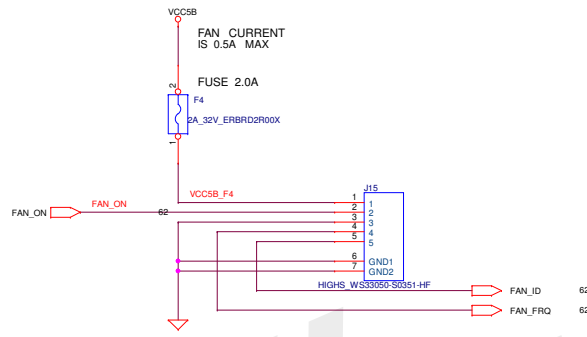 VCC5B
FAN CURRENT
IS 0.5A MAX
FUSE 2.0A
2
F4
2A_32V_ERBRD2R00X
1
VCC5B_F4
J15
FAN_ON
FAN_ON
62
1 1
2 2
3 3
4 4
5 5
6 GND1
7 GND2
HIGHS_WS33050-S0351-HF
FAN_ID 62
FAN_FRQ 62